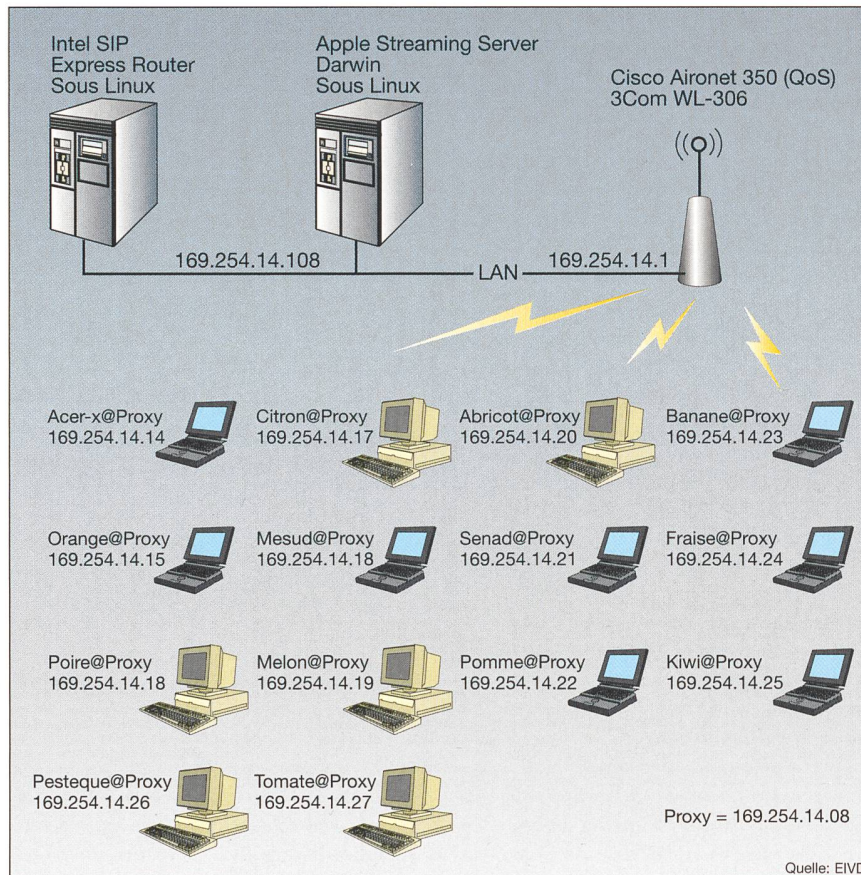 Intel SIP
Express Router
Sous Linux
Apple Streaming Server
Darwin
Sous Linux
Cisco Aironet 350 (QoS)
3Com WL-306
169.254.14.108
LAN
169.254.14.1
Acer-x@Proxy
169.254.14.14
Citron@Proxy
169.254.14.17
Abricot@Proxy
169.254.14.20
Banane@Proxy
169.254.14.23
Orange@Proxy
169.254.14.15
Mesud@Proxy
169.254.14.18
Senad@Proxy
169.254.14.21
Fraise@Proxy
169.254.14.24
Poire@Proxy
169.254.14.18
Melon@Proxy
169.254.14.19
Pomme@Proxy
169.254.14.22
Kiwi@Proxy
169.254.14.25
Pesteque@Proxy
169.254.14.26
Tomate@Proxy
169.254.14.27
Proxy = 169.254.14.08
Quelle: EIVD